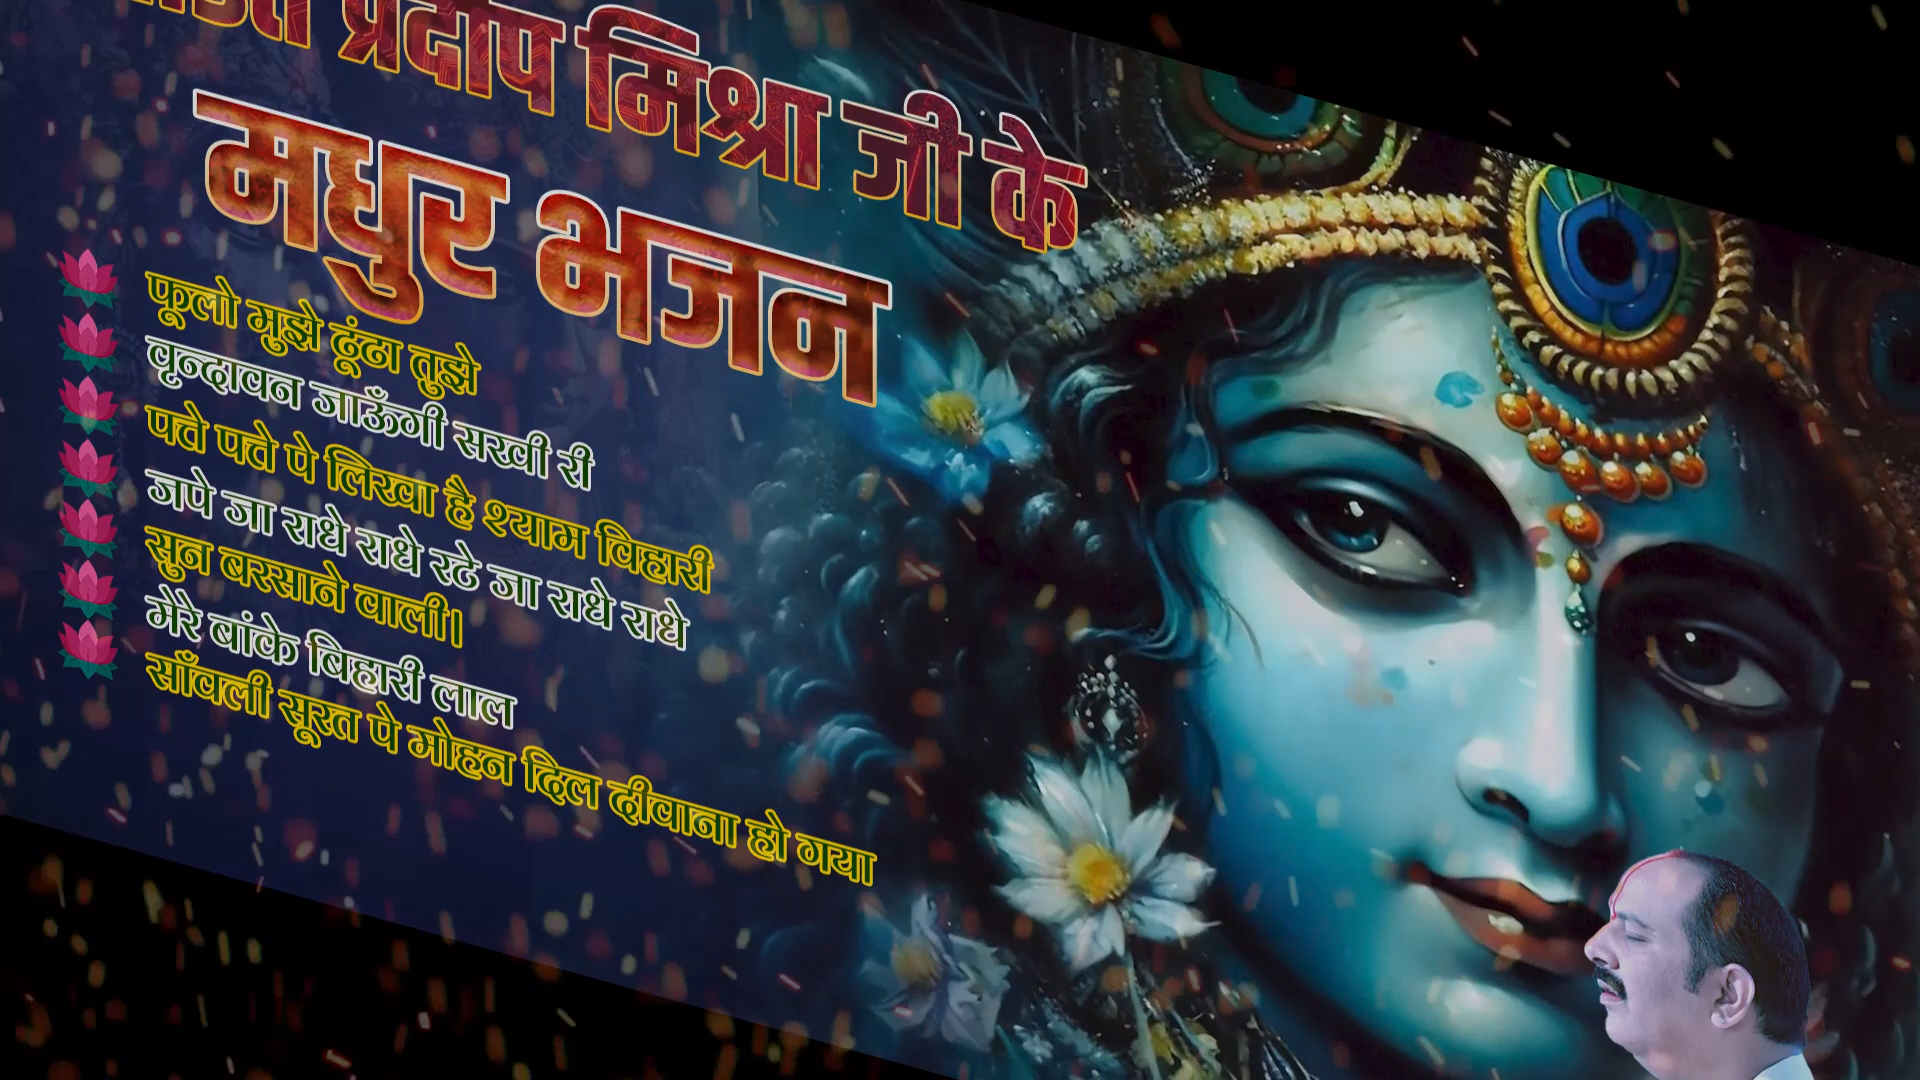 प्रदीप मिश्रा जी के
मधुर भजन
फूलो मुझे ढूंढा तुझे
वृन्दावन जाऊँगी सखी री
पत्ते पत्ते पे लिखा है श्याम बिहारी
जपे जा राधे राधे रटे जा राधे राधे
सुन बरसाने वाली।
मेरे बांके बिहारी लाल
साँवली सूरत पे मोहन दिल दीवाना हो गया